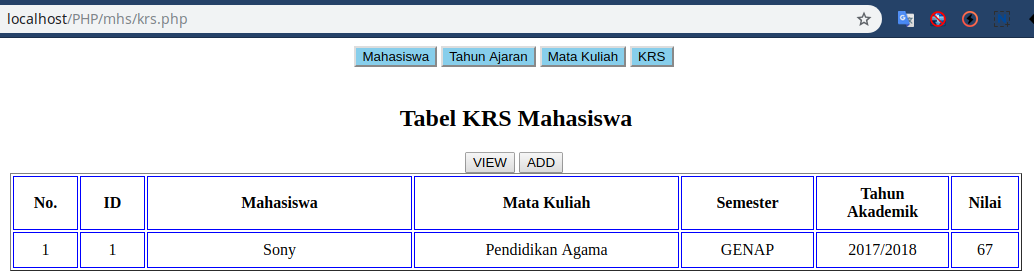 localhost/PHP/mhs/krs.php
Mahasiswa Tahun Ajaran Mata Kuliah KRS
Tabel KRS Mahasiswa
VIEW ADD
No. ID Mahasiswa Mata Kuliah Semester Tahun Akademik Nilai
1 1 Sony Pendidikan Agama GENAP 2017/2018 67